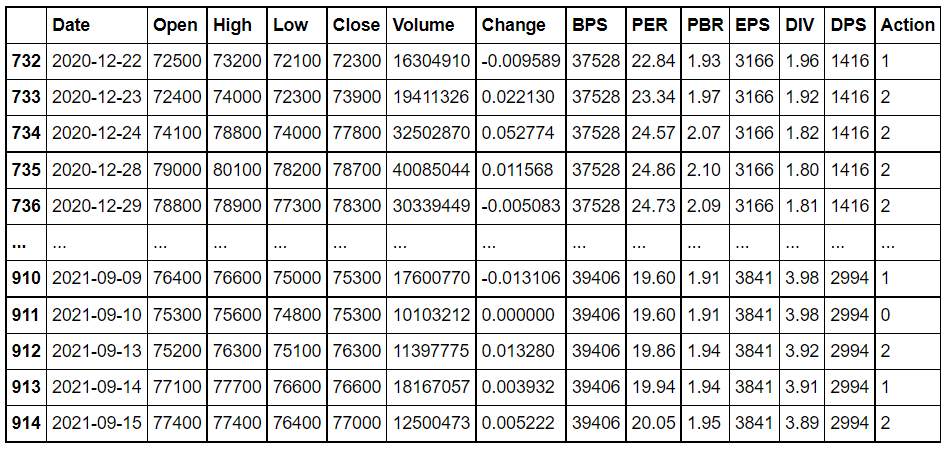 Date Open High Low Close Volume Change BPS PER PBR EPS DIV DPS Action
732 2020-12-22 72500 73200 72100 72300 16304910 -0.009589 37528 22.84 1.93 3166 1.96 1416 1
733 2020-12-23 72400 74000 72300 73900 19411326 0.022130 37528 23.34 1.97 3166 1.92 1416 2
734 2020-12-24 74100 78800 74000 77800 32502870 0.052774 37528 24.57 2.07 3166 1.82 1416 2
735 2020-12-28 79000 80100 78200 78700 40085044 0.011568 37528 24.86 2.10 3166 1.80 1416 2
736 2020-12-29 78800 78900 77300 78300 30339449 -0.005083 37528 24.73 2.09 3166 1.81 1416 2
... ... ... ... ... ... ... ... ... ... ... ... ... ... ...
910 2021-09-09 76400 76600 75000 75300 17600770 -0.013106 39406 19.60 1.91 3841 3.98 2994 1
911 2021-09-10 75300 75600 74800 75300 10103212 0.000000 39406 19.60 1.91 3841 3.98 2994 0
912 2021-09-13 75200 76300 75100 76300 11397775 0.013280 39406 19.86 1.94 3841 3.92 2994 2
913 2021-09-14 77100 77700 76600 76600 18167057 0.003932 39406 19.94 1.94 3841 3.91 2994 1
914 2021-09-15 77400 77400 76400 77000 12500473 0.005222 39406 20.05 1.95 3841 3.89 2994 2